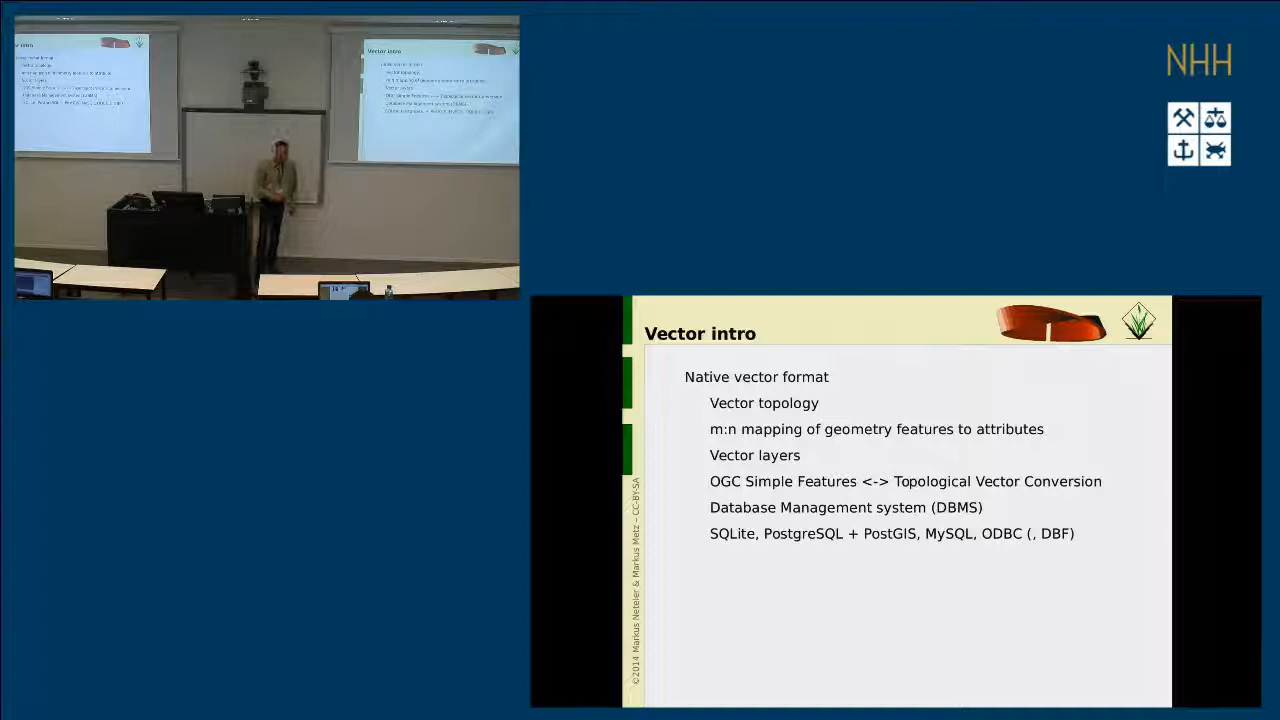 NHH
Vector intro
Native vector format
Vector topology
m:n mapping of geometry features to attributes
Vector layers
OGC Simple Features <-> Topological Vector Conversion
Database Management system (DBMS)
SQLite, PostgreSQL + PostGIS, MySQL, ODBC (, DBF)
©2014 Markus Neteler & Markus Metz – CC-BY-SA
Vector intro